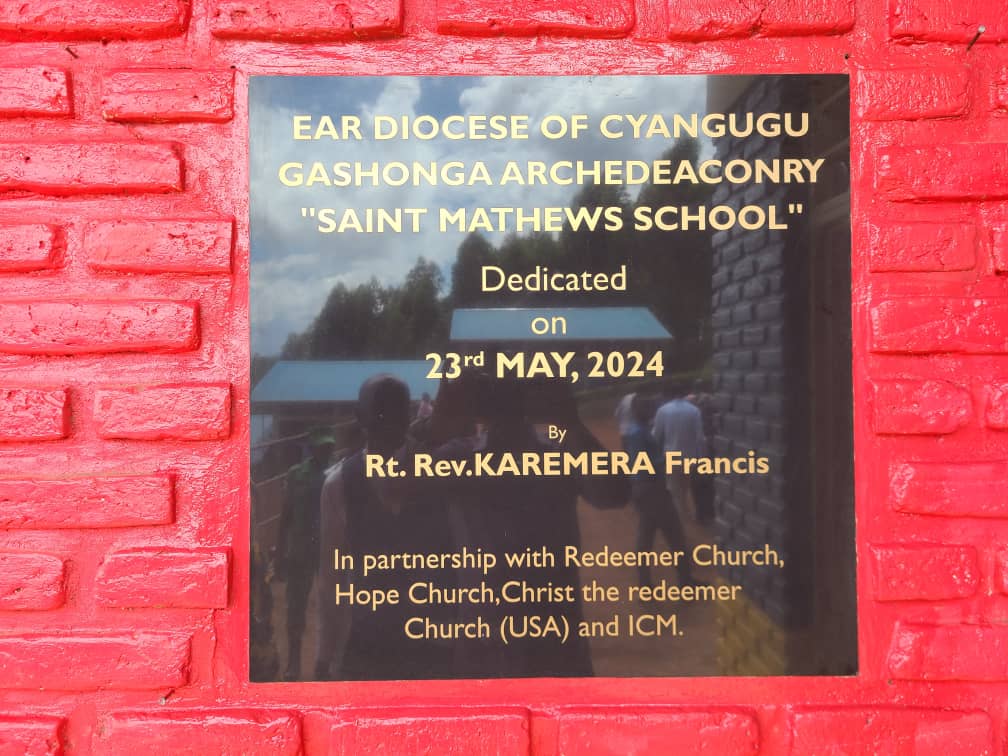 EAR DIOCESE OF CYANGUGU
GASHONGA ARCHEDEACONRY
"SAINT MATHEWS SCHOOL"
Dedicated
on
23rd MAY, 2024
By
Rt. Rev.KAREMERA Francis
In partnership with Redeemer Church,
Hope Church,Christ the redeemer
Church (USA) and ICM.